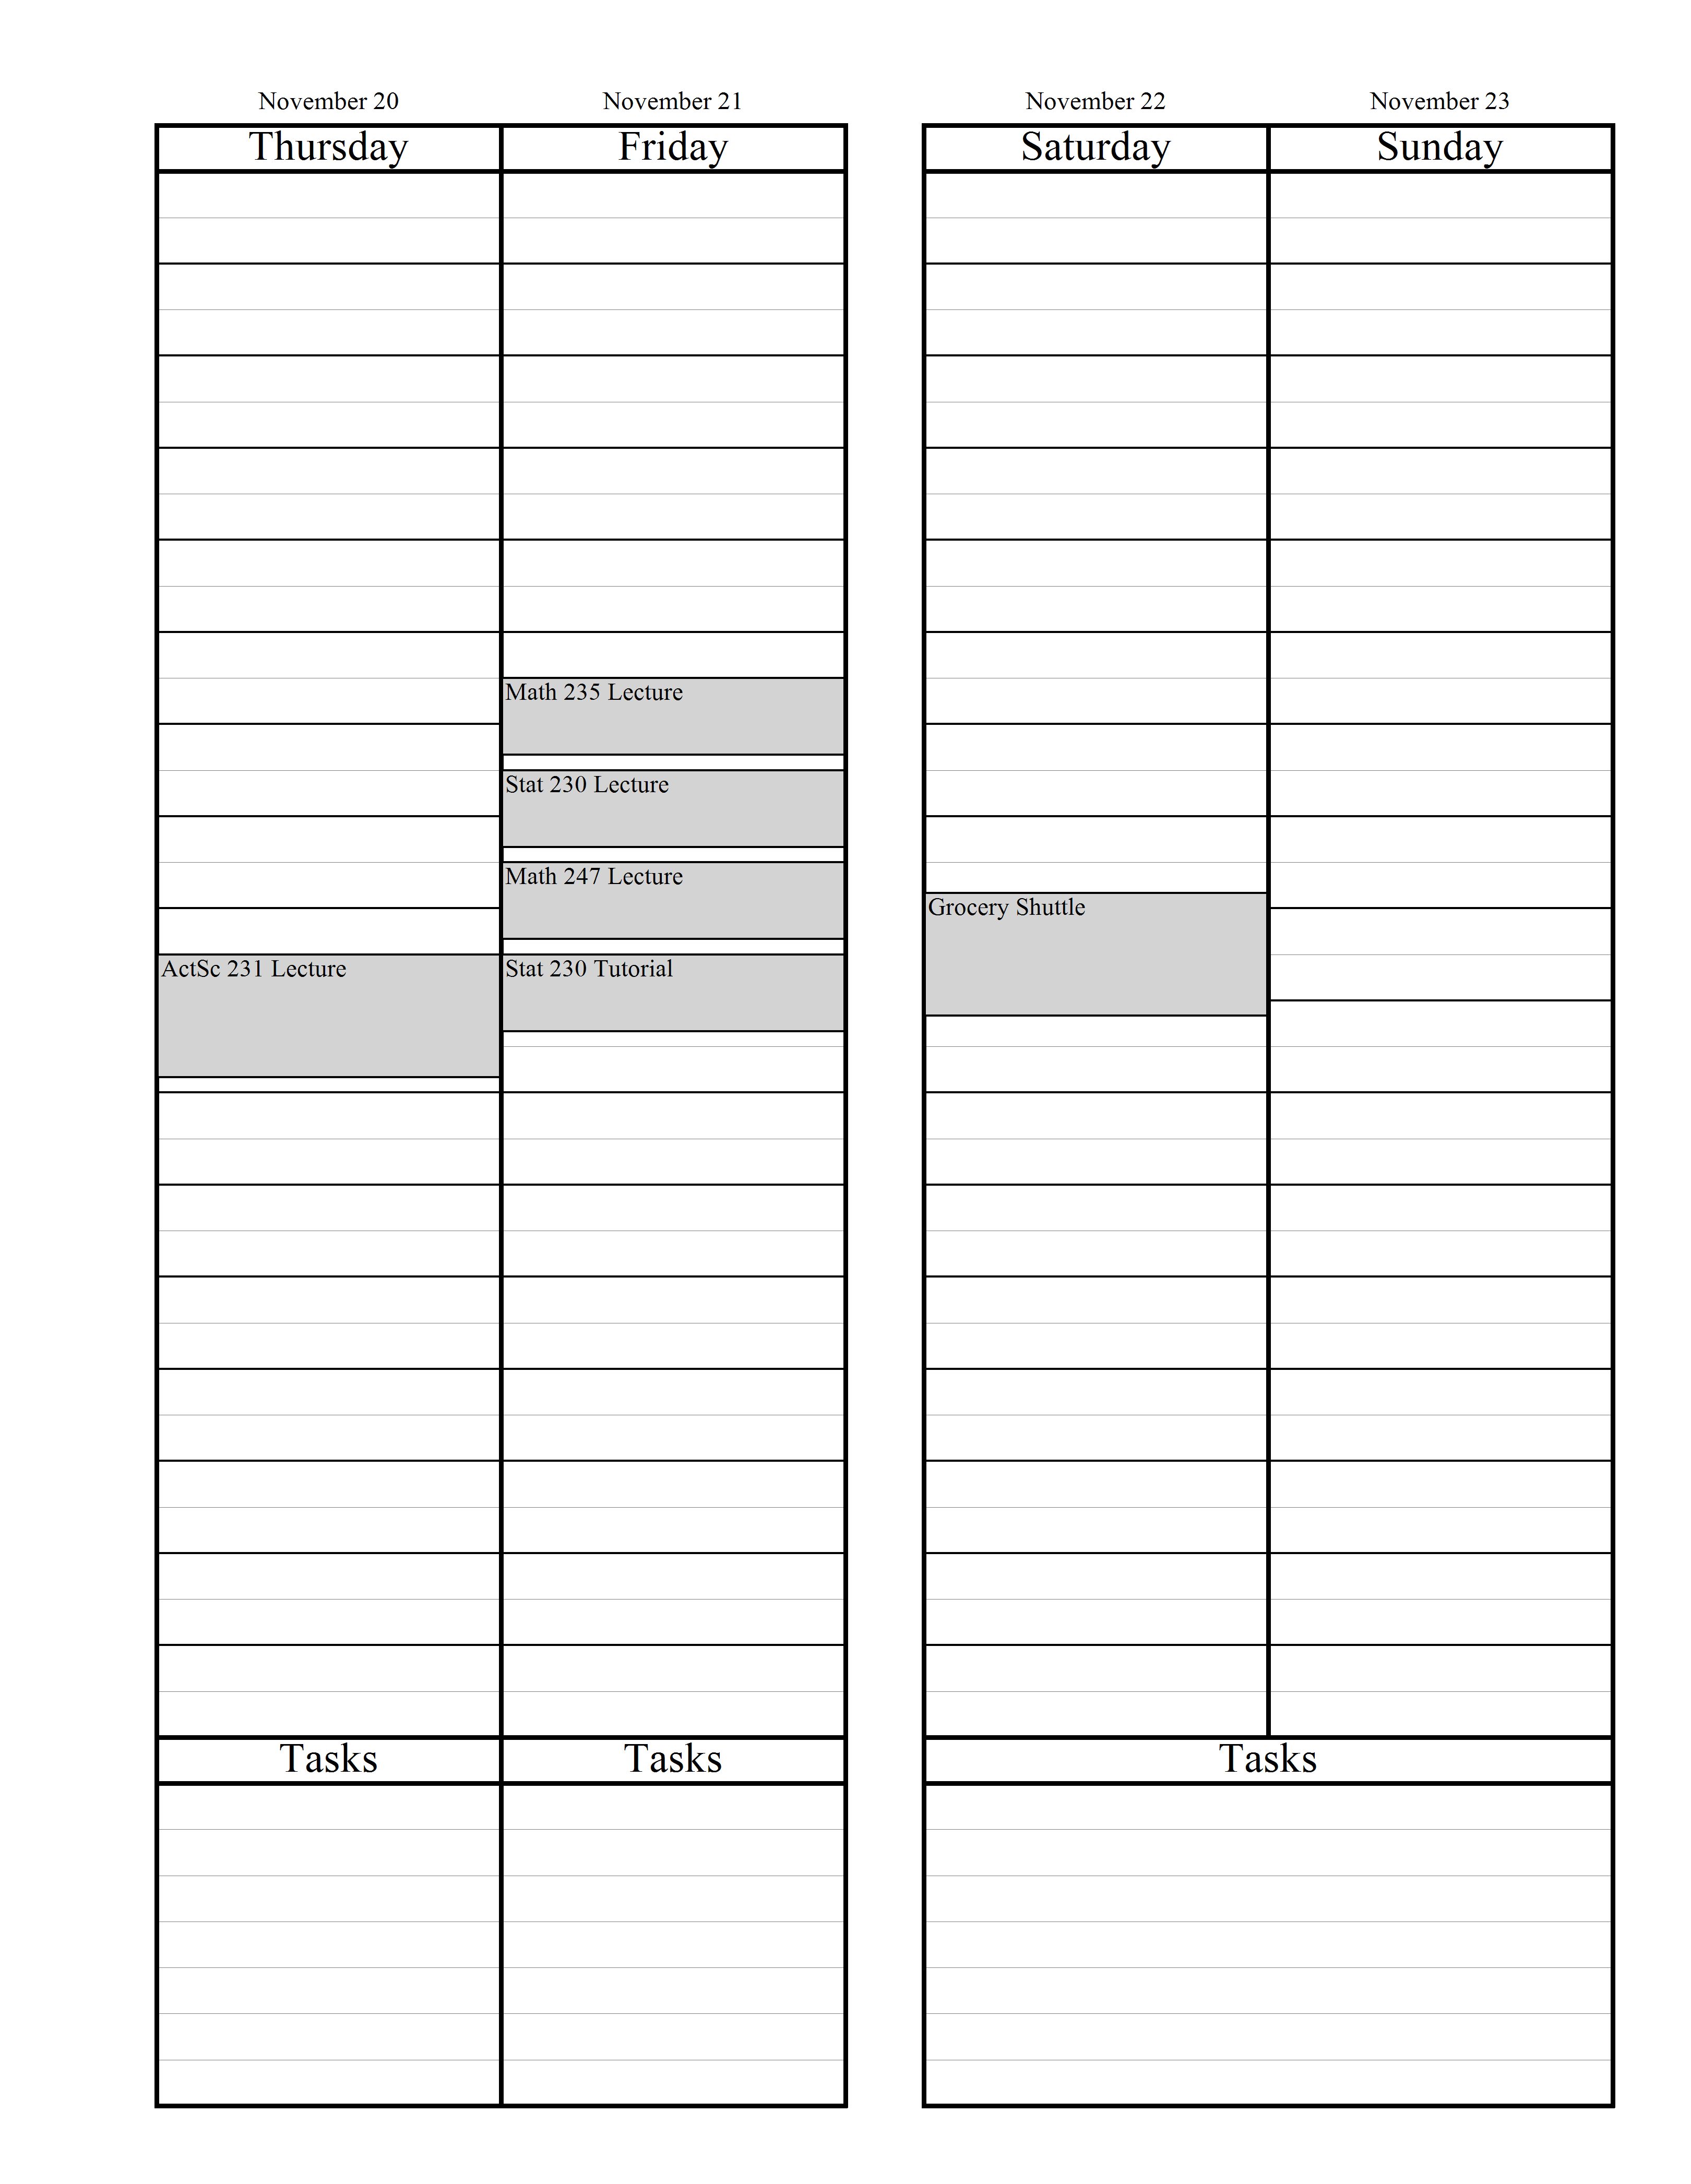 November 20
November 21
November 22
November 23
Thursday
Friday
Saturday
Sunday
Math 235 Lecture
Stat 230 Lecture
Math 247 Lecture
Grocery Shuttle
ActSc 231 Lecture
Stat 230 Tutorial
Tasks
Tasks
Tasks